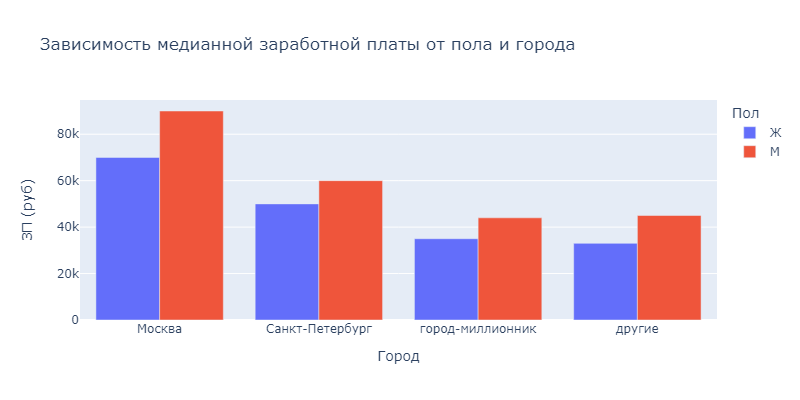 Зависимость медианной заработной платы от пола и города
Пол
Ж
М
80k
60k
40k
20k
0
ЗП (руб)
Москва
Санкт-Петербург
город-миллионник
другие
Город